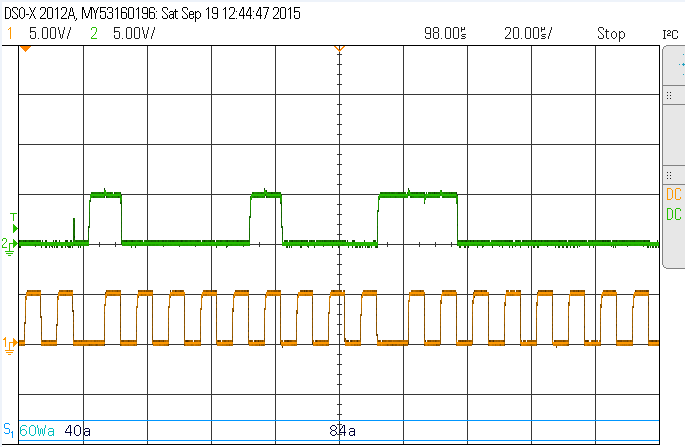 DSO-X 2012A, MY53160196: Sat Sep 19 12:44:47 2015
1 5.00V/ 2 5.00V/ 98.00us 20.00us/ Stop I²C
T
DC
DC
2
1
S1 60Wa 40a 84a